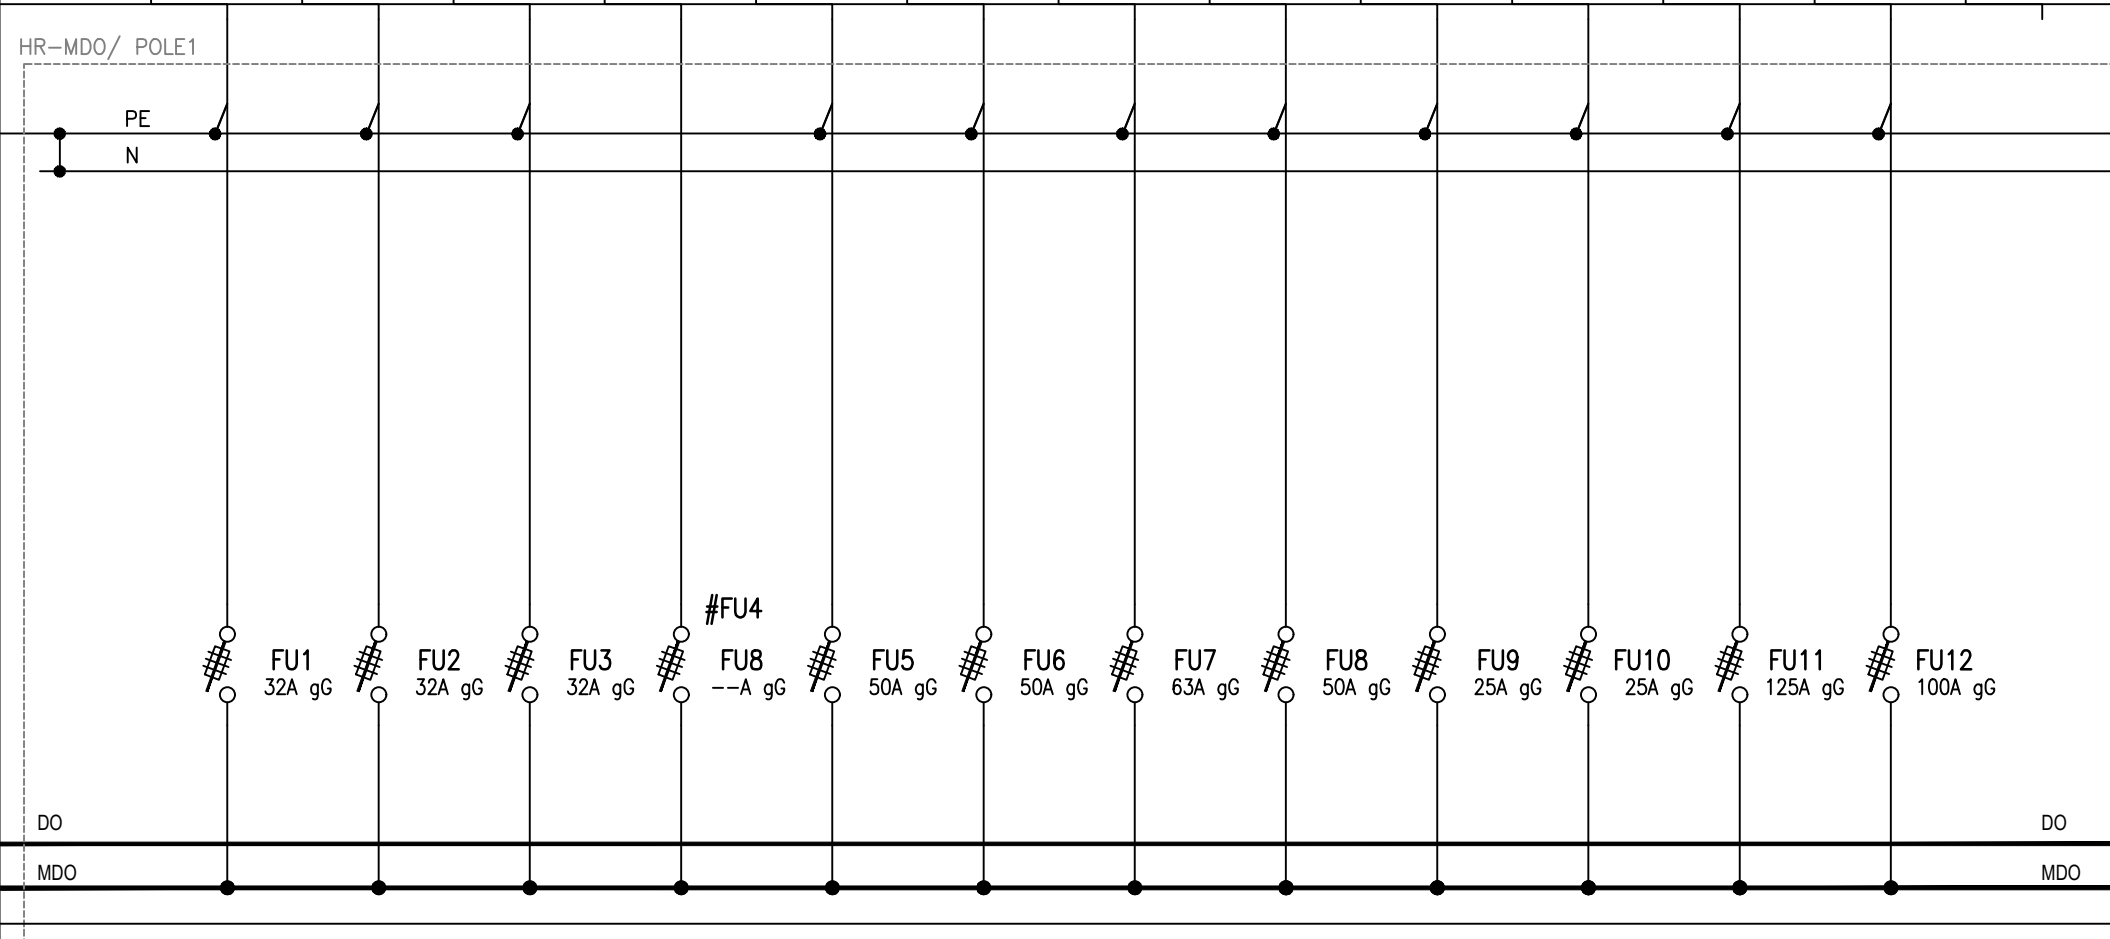 HR-MDO/ POLE1
PE
N
#FU4
FU1
32A gG
FU2
32A gG
FU3
32A gG
FU8
--A gG
FU5
50A gG
FU6
50A gG
FU7
63A gG
FU8
50A gG
FU9
25A gG
FU10
25A gG
FU11
125A gG
FU12
100A gG
DO
DO
MDO
MDO